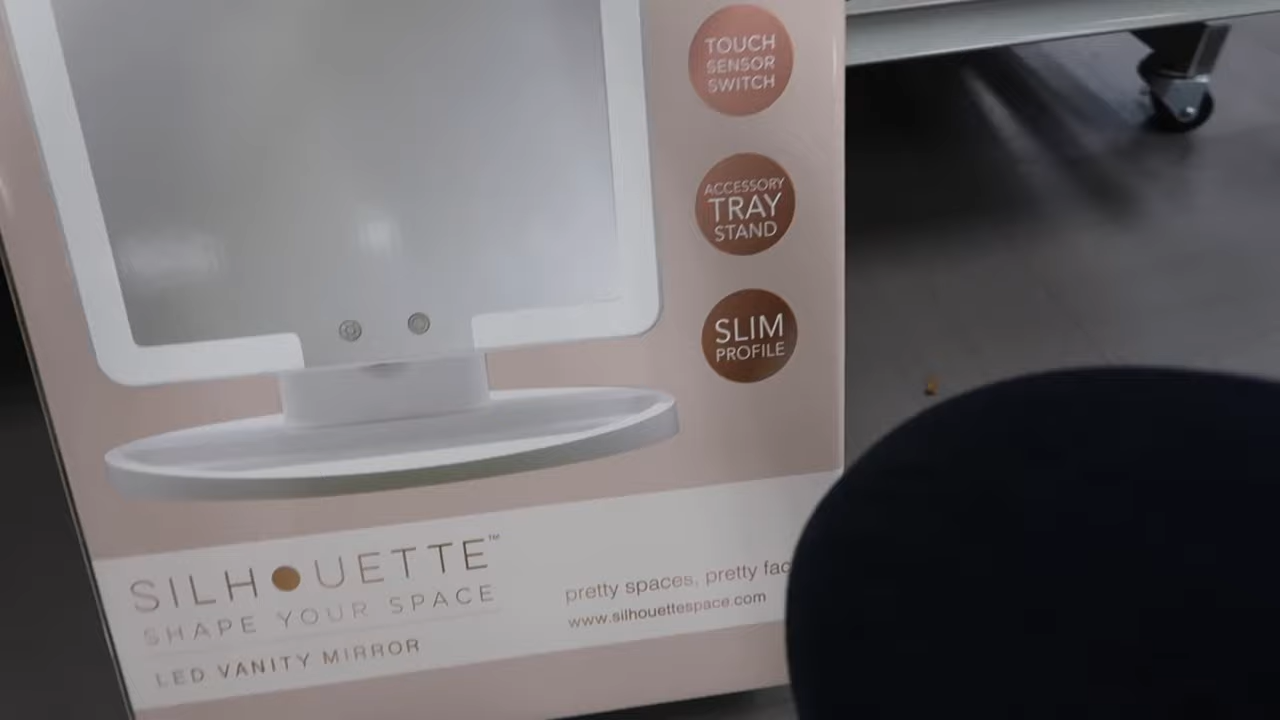 TOUCH
SENSOR
SWITCH
ACCESSORY
TRAY
STAND
SLIM
PROFILE
SILHOUETTE™
SHAPE YOUR SPACE
LED VANITY MIRROR
pretty spaces, pretty
www.silhouettespace.com